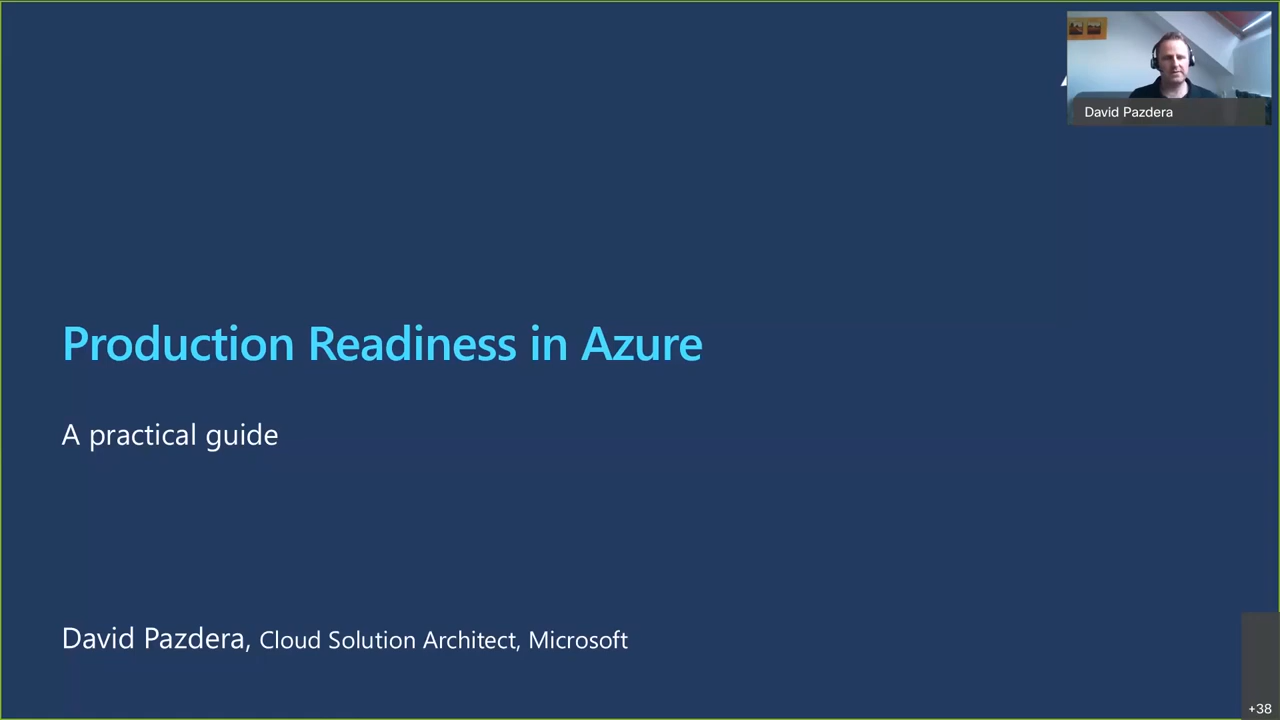 David Pazdera
Production Readiness in Azure
A practical guide
David Pazdera, Cloud Solution Architect, Microsoft
+38